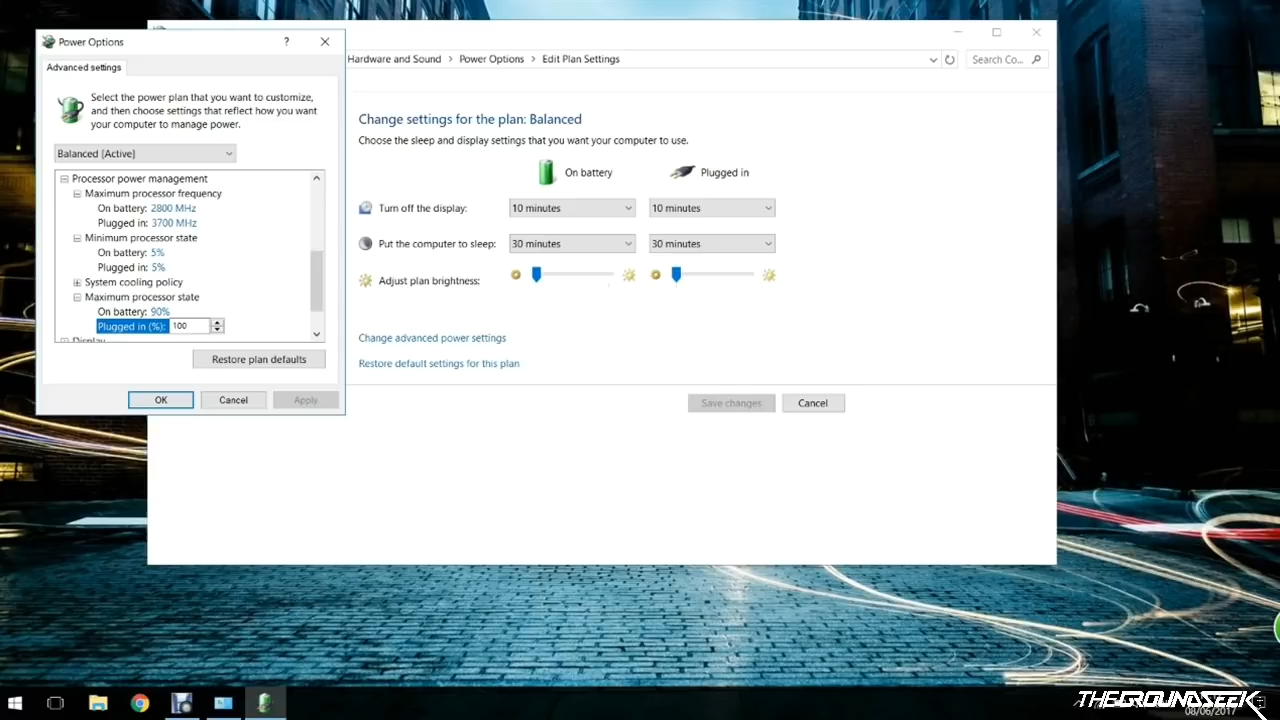 Power Options
?
Advanced settings
Select the power plan that you want to customize,
and then choose settings that reflect how you want
your computer to manage power.
Balanced [Active]
Processor power management
Maximum processor frequency
On battery: 2800 MHz
Plugged in: 3700 MHz
Minimum processor state
On battery: 5%
Plugged in: 5%
System cooling policy
Maximum processor state
On battery: 90%
Plugged in (%): 100
Display
Restore plan defaults
OK
Cancel
Apply
Hardware and Sound > Power Options > Edit Plan Settings
Search Co...
Change settings for the plan: Balanced
Choose the sleep and display settings that you want your computer to use.
On battery
Plugged in
Turn off the display:
10 minutes
10 minutes
Put the computer to sleep:
30 minutes
30 minutes
Adjust plan brightness:
Change advanced power settings
Restore default settings for this plan
Save changes
Cancel
THEGROUNDSEEK
08/06/2017